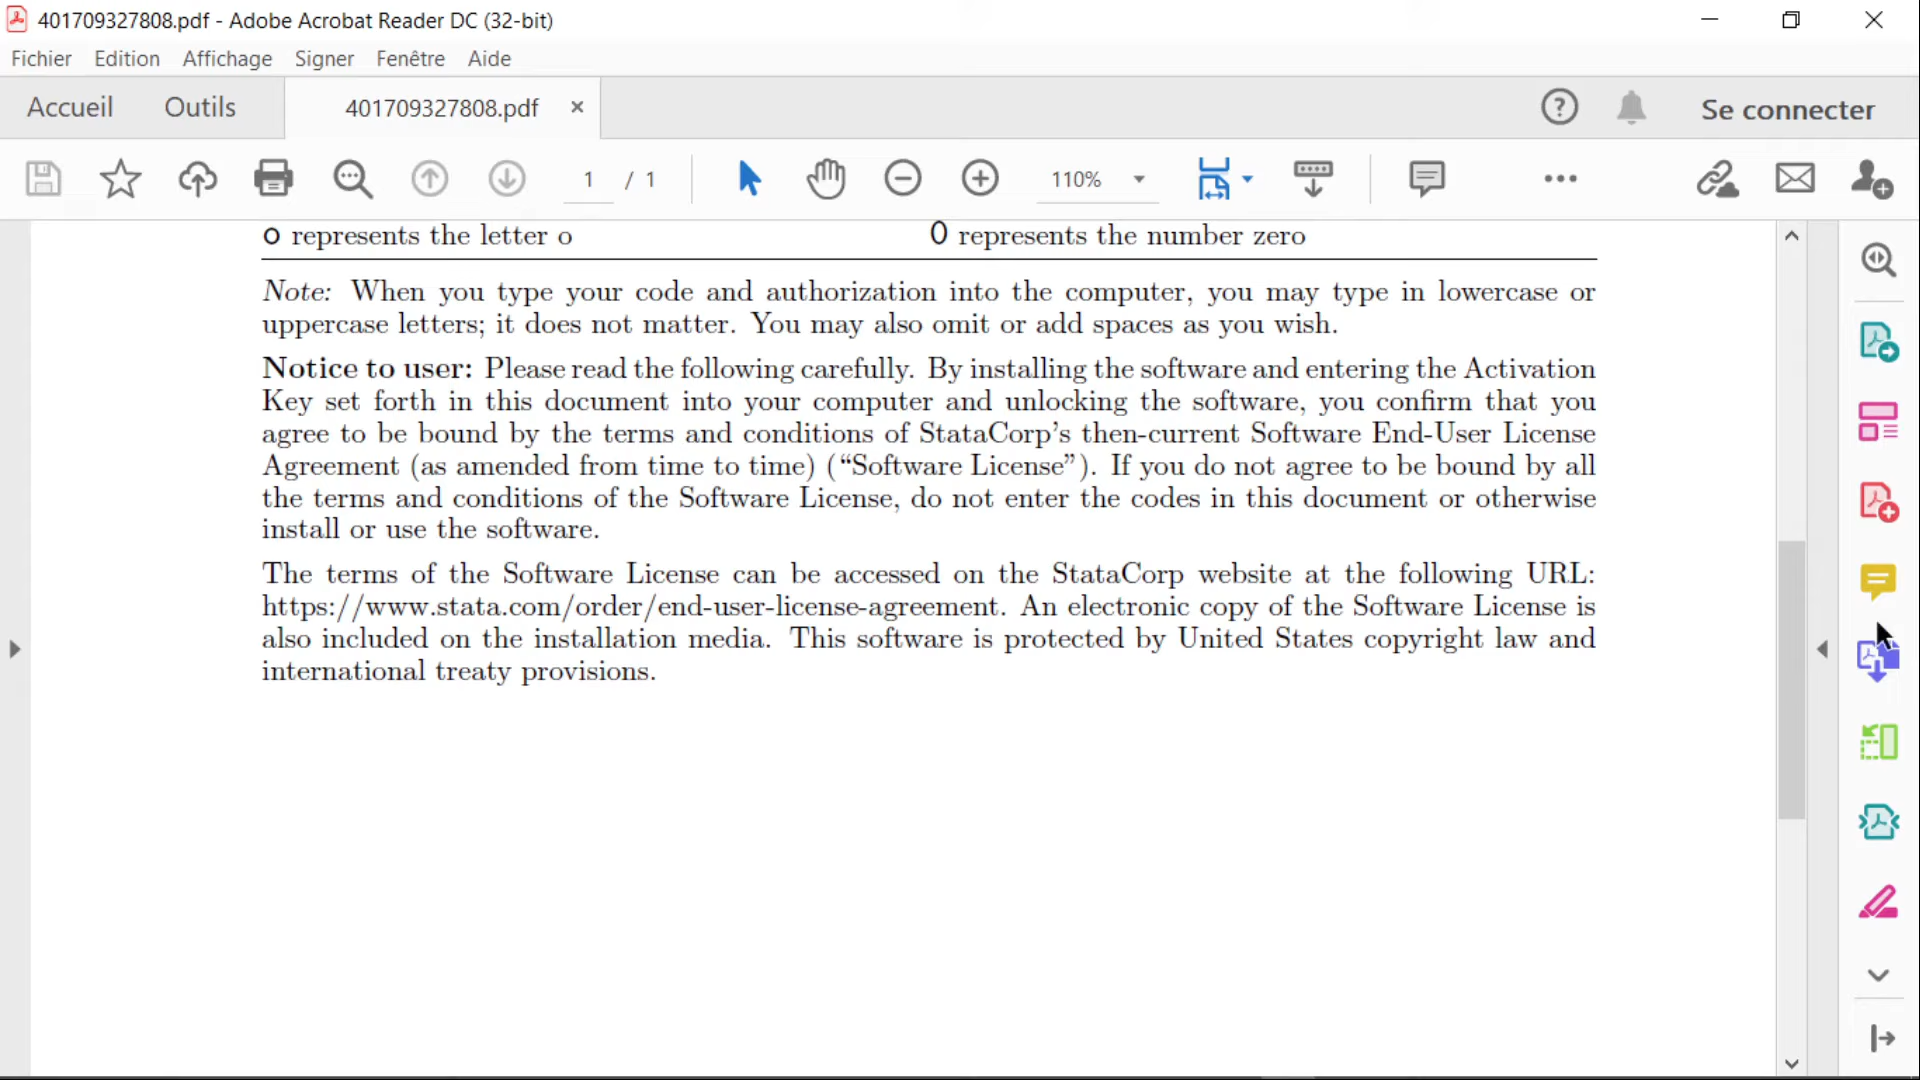 401709327808.pdf - Adobe Acrobat Reader DC (32-bit)
Fichier Edition Affichage Signer Fenêtre Aide
Accueil Outils 401709327808.pdf Se connecter
1 / 1 110%
o represents the letter o 0 represents the number zero
Note: When you type your code and authorization into the computer, you may type in lowercase or
uppercase letters; it does not matter. You may also omit or add spaces as you wish.
Notice to user: Please read the following carefully. By installing the software and entering the Activation
Key set forth in this document into your computer and unlocking the software, you confirm that you
agree to be bound by the terms and conditions of StataCorp's then-current Software End-User License
Agreement (as amended from time to time) (“Software License”). If you do not agree to be bound by all
the terms and conditions of the Software License, do not enter the codes in this document or otherwise
install or use the software.
The terms of the Software License can be accessed on the StataCorp website at the following URL:
https://www.stata.com/order/end-user-license-agreement. An electronic copy of the Software License is
also included on the installation media. This software is protected by United States copyright law and
international treaty provisions.